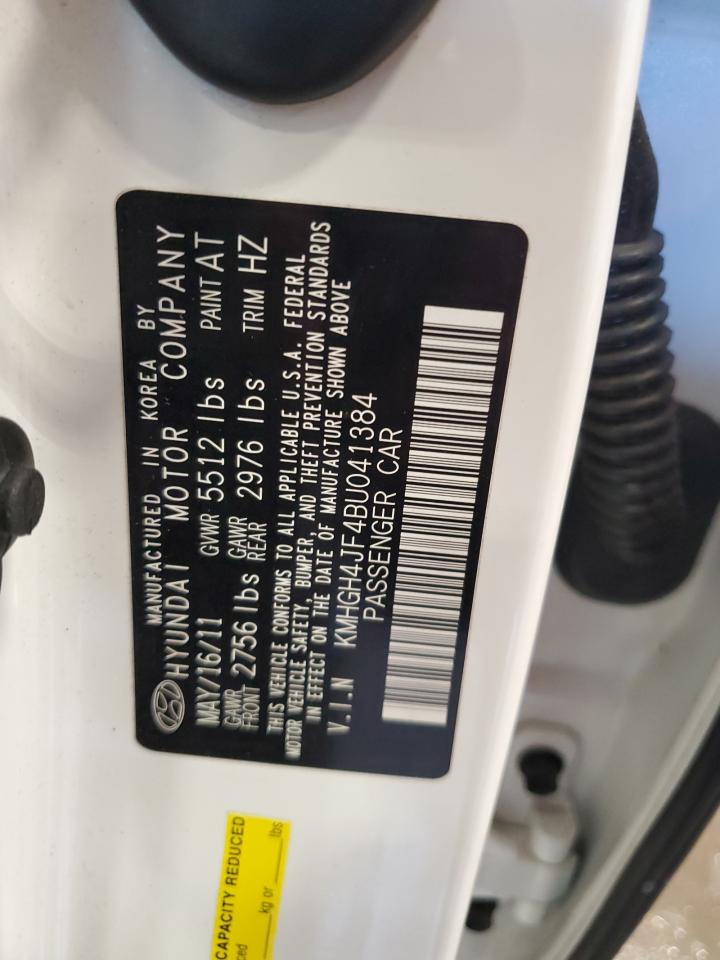 MANUFACTURED IN KOREA BY
HYUNDAI MOTOR COMPANY
MAY/16/11 GVWR 5512 lbs PAINT AT
GAWR FRONT 2756 lbs GAWR REAR 2976 lbs TRIM HZ
THIS VEHICLE CONFORMS TO ALL APPLICABLE U.S.A. FEDERAL
MOTOR VEHICLE SAFETY, BUMPER, AND THEFT PREVENTION STANDARDS
IN EFFECT ON THE DATE OF MANUFACTURE SHOWN ABOVE
V.I.N KMHGH4JF4BU041384
PASSENGER CAR
CAPACITY REDUCED
kg or ____ lbs